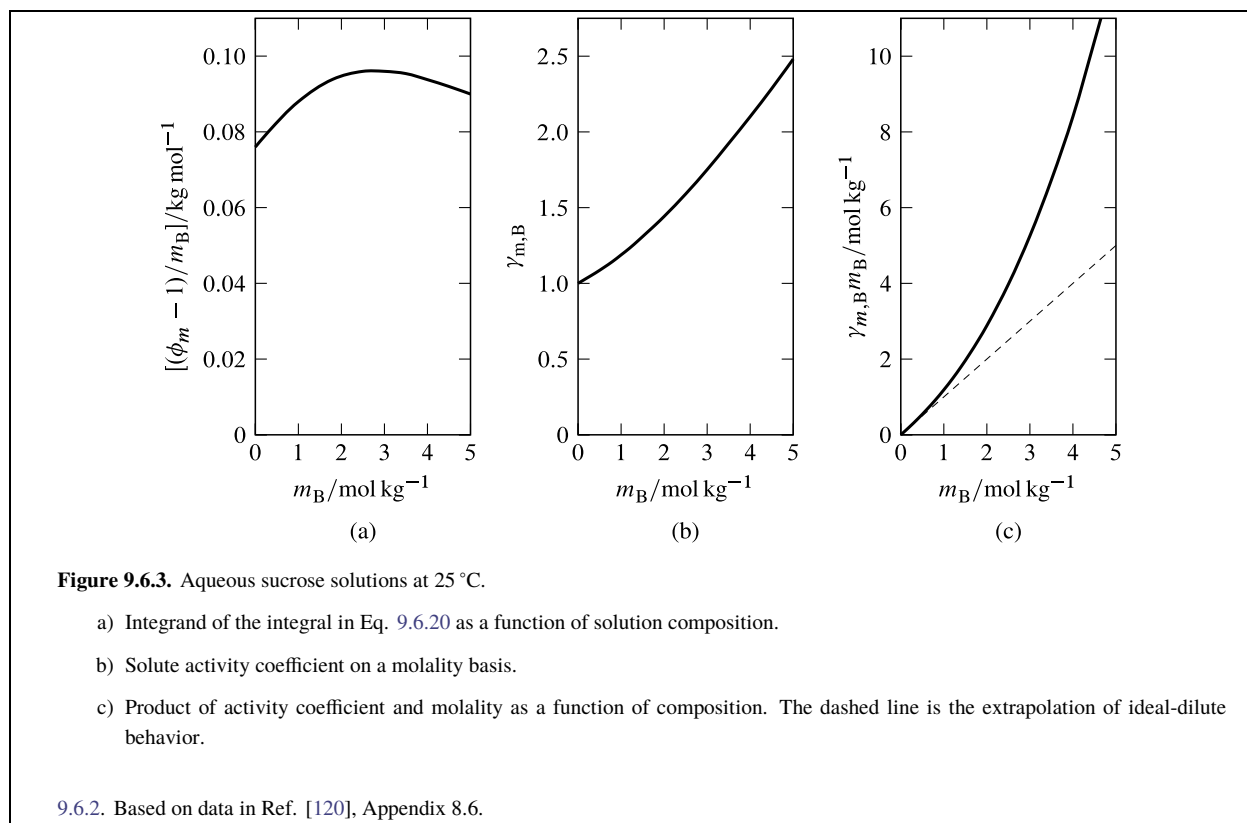 [(ϕm − 1)/mB]/kg mol−1
0.10
0.08
0.06
0.04
0.02
0
0 1 2 3 4 5
mB/mol kg−1
(a)
γm,B
2.5
2.0
1.5
1.0
0.5
0
0 1 2 3 4 5
mB/mol kg−1
(b)
γm,BmB/mol kg−1
10
8
6
4
2
0
0 1 2 3 4 5
mB/mol kg−1
(c)
Figure 9.6.3. Aqueous sucrose solutions at 25 °C.
a) Integrand of the integral in Eq. 9.6.20 as a function of solution composition.
b) Solute activity coefficient on a molality basis.
c) Product of activity coefficient and molality as a function of composition. The dashed line is the extrapolation of ideal-dilute
behavior.
9.6.2. Based on data in Ref. [120], Appendix 8.6.